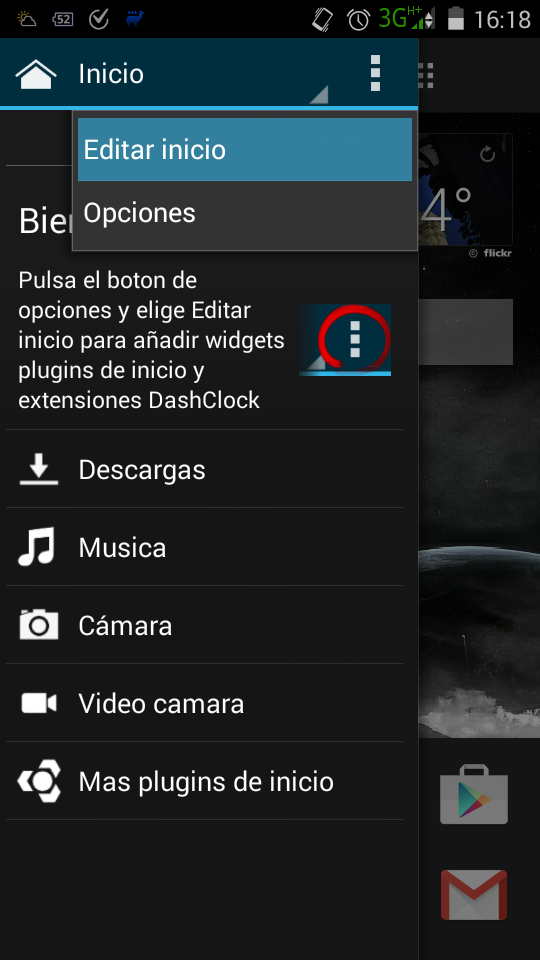 52
3G
H+
16:18
Inicio
Editar inicio
Opciones
4°
© flickr
Pulsa el boton de
opciones y elige Editar
inicio para añadir widgets
plugins de inicio y
extensiones DashClock
Descargas
Musica
Cámara
Video camara
Mas plugins de inicio